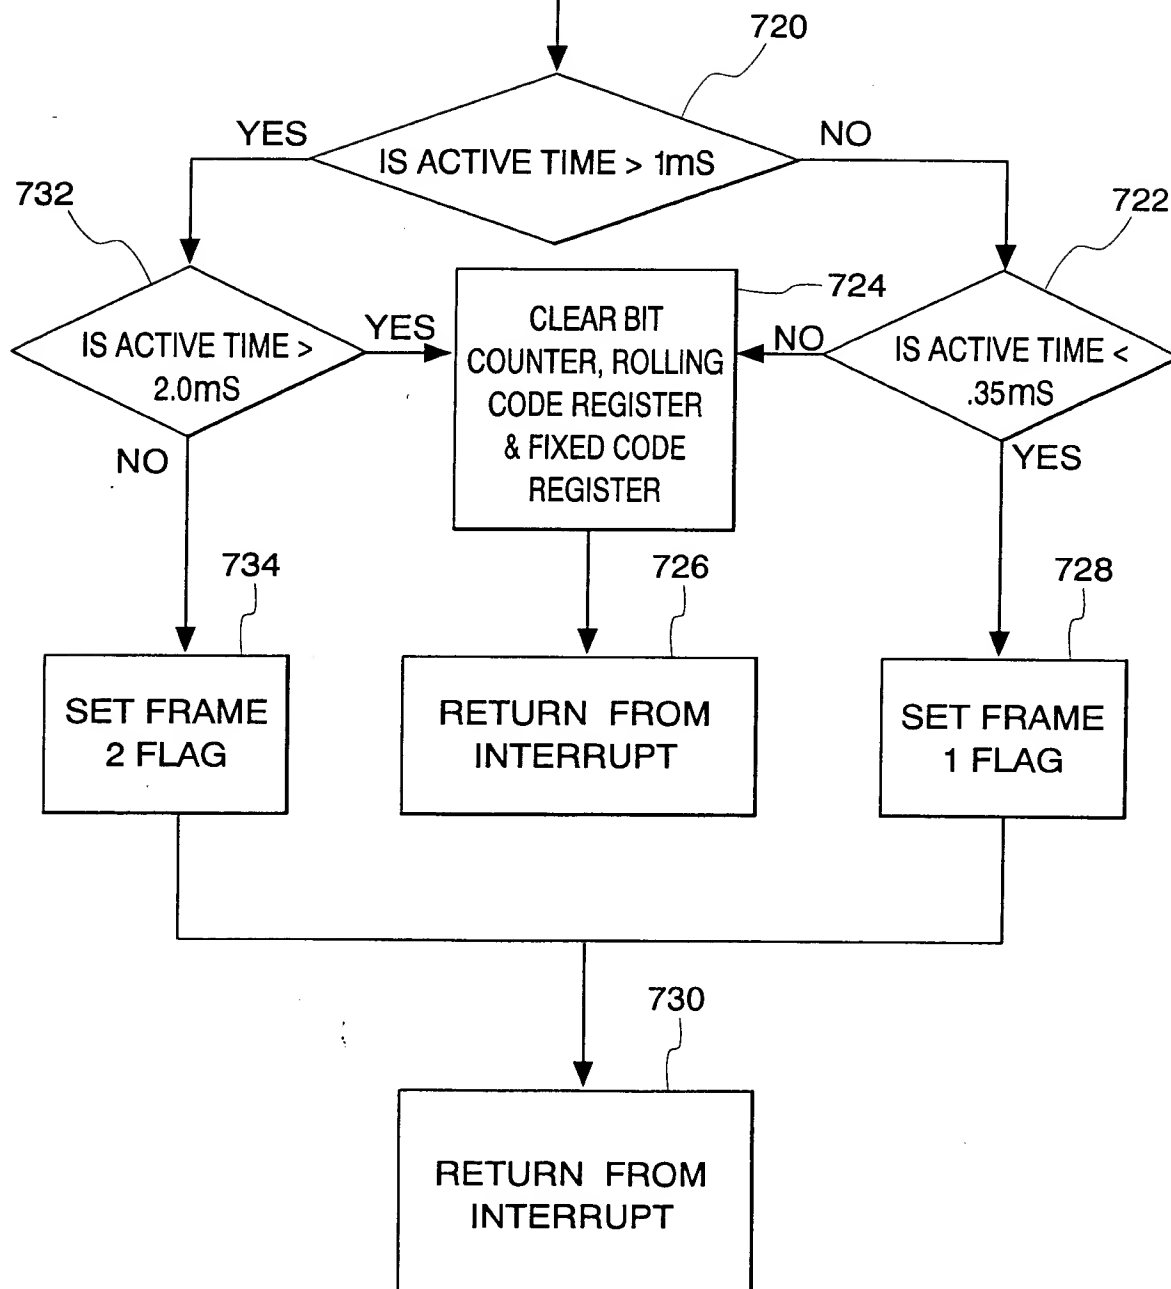 720
YES
NO
IS ACTIVE TIME > 1mS
732
722
724
CLEAR BIT
COUNTER, ROLLING
CODE REGISTER
& FIXED CODE
REGISTER
YES
NO
IS ACTIVE TIME >
2.0mS
IS ACTIVE TIME <
.35mS
NO
YES
734
726
728
SET FRAME
2 FLAG
RETURN FROM
INTERRUPT
SET FRAME
1 FLAG
730
RETURN FROM
INTERRUPT